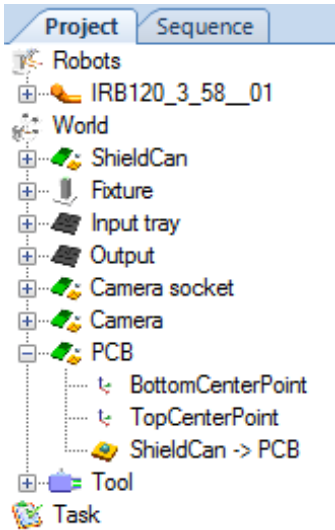 Project Sequence
Robots
IRB120_3_58__01
World
ShieldCan
Fixture
Input tray
Output
Camera socket
Camera
PCB
BottomCenterPoint
TopCenterPoint
ShieldCan -> PCB
Tool
Task